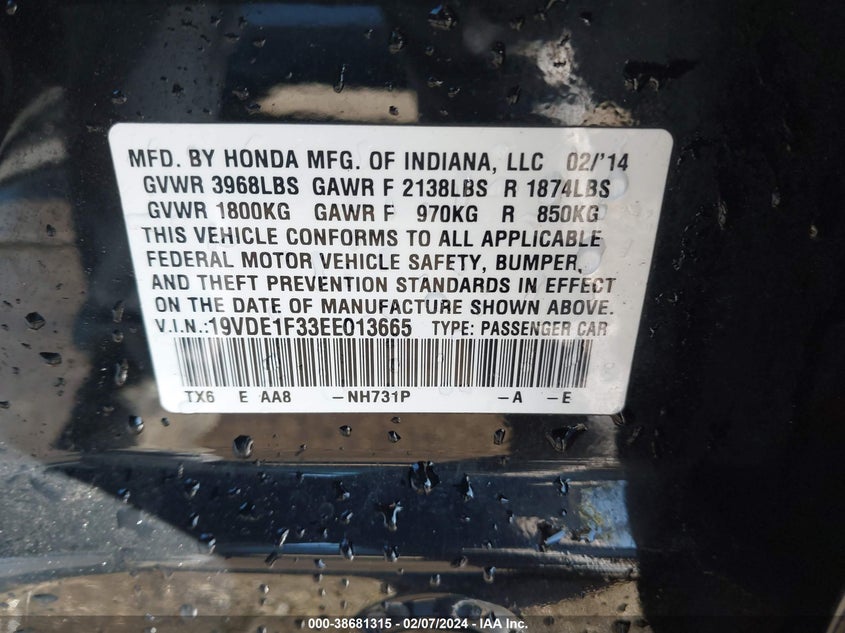 MFD. BY HONDA MFG. OF INDIANA, LLC 02/'14
GVWR 3968LBS GAWR F 2138LBS R 1874LBS
GVWR 1800KG GAWR F 970KG R 850KG
THIS VEHICLE CONFORMS TO ALL APPLICABLE
FEDERAL MOTOR VEHICLE SAFETY, BUMPER,
AND THEFT PREVENTION STANDARDS IN EFFECT
ON THE DATE OF MANUFACTURE SHOWN ABOVE.
V.I.N.:19VDE1F33EE013665 TYPE: PASSENGER CAR
TX6 E AA8 -NH731P -A -E
000-38681315 - 02/07/2024 - IAAI.COM